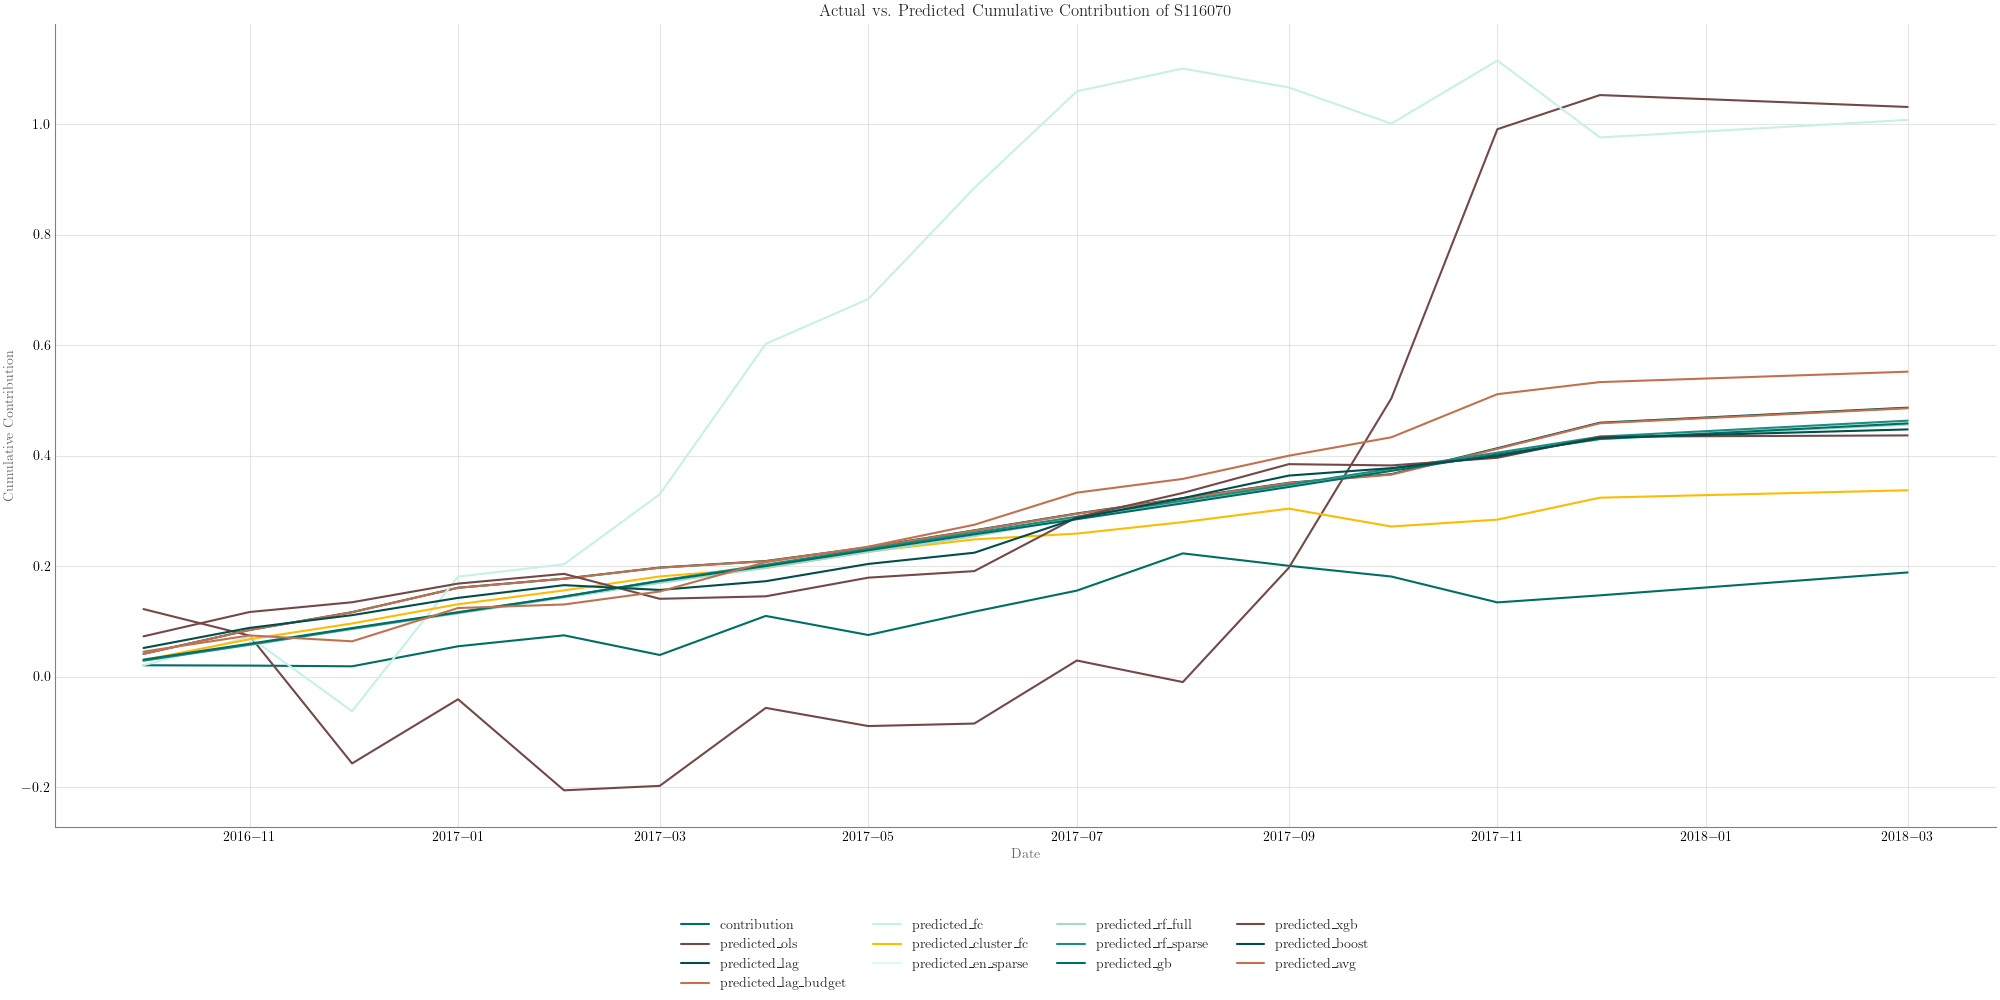 Actual vs. Predicted Cumulative Contribution of S116070
Cumulative Contribution
1.0
0.8
0.6
0.4
0.2
0.0
−0.2
2016−11 2017−01 2017−03 2017−05 2017−07 2017−09 2017−11 2018−01 2018−03
Date
contribution predicted_fc predicted_rf_full predicted_xgb
predicted_ols predicted_cluster_fc predicted_rf_sparse predicted_boost
predicted_lag predicted_en_sparse predicted_gb predicted_avg
predicted_lag_budget